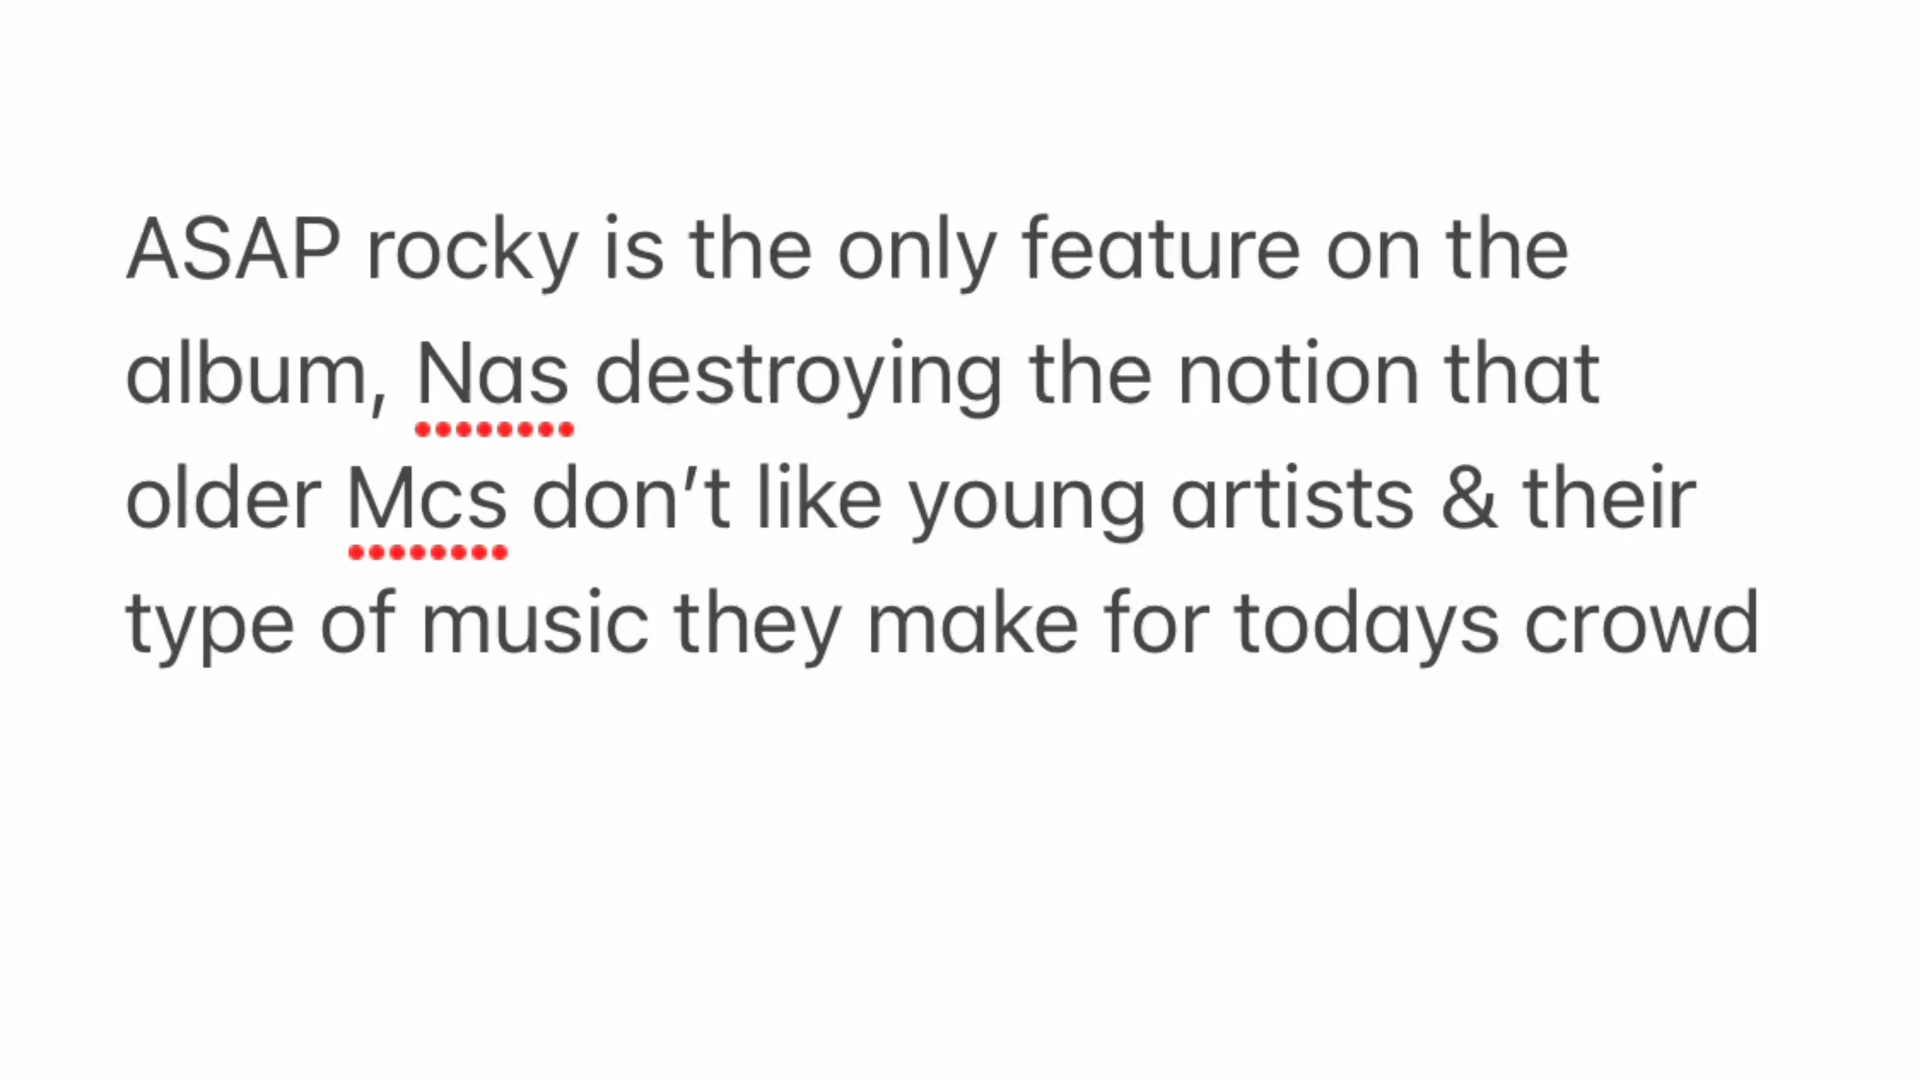 ASAP rocky is the only feature on the
album, Nas destroying the notion that
older Mcs don’t like young artists & their
type of music they make for todays crowd